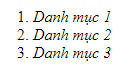 1. Danh mục 1
2. Danh mục 2
3. Danh mục 3